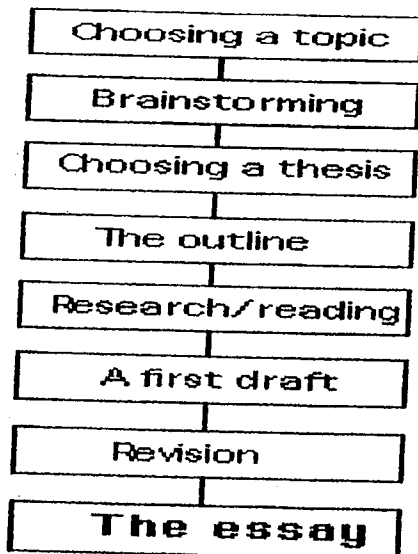 Choosing a topic
Brainstorming
Choosing a thesis
The outline
Research/reading
A first draft
Revision
The essay